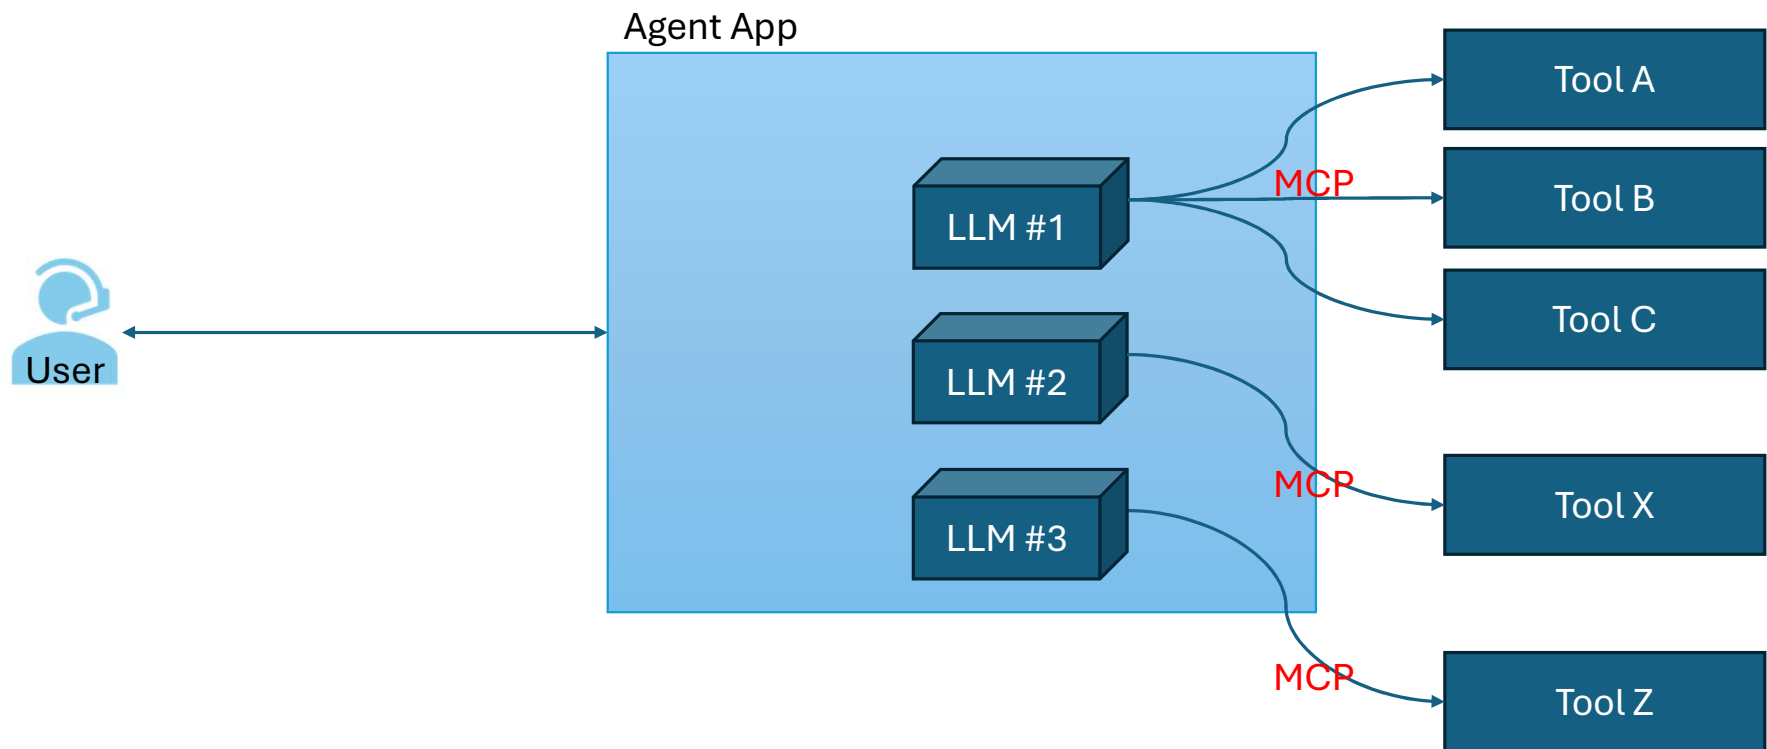 Agent App
Tool A
MCP
Tool B
LLM #1
Tool C
User
LLM #2
MCP
Tool X
LLM #3
MCP
Tool Z